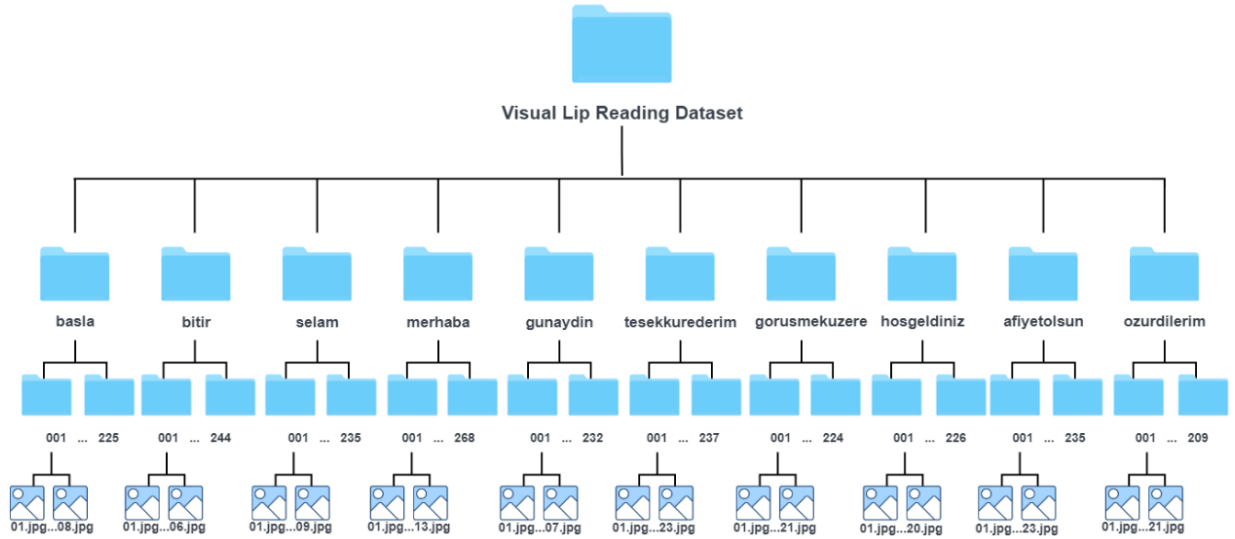 Visual Lip Reading Dataset
basla bitir selam merhaba gunaydin tesekkurederim gorusmekuzere hosgeldiniz afiyetolsun ozurdilerim
001 ... 225 001 ... 244 001 ... 235 001 ... 268 001 ... 232 001 ... 237 001 ... 224 001 ... 226 001 ... 235 001 ... 209
01.jpg...08.jpg 01.jpg...06.jpg 01.jpg...09.jpg 01.jpg...13.jpg 01.jpg...07.jpg 01.jpg...23.jpg 01.jpg...21.jpg 01.jpg...20.jpg 01.jpg...23.jpg 01.jpg...21.jpg